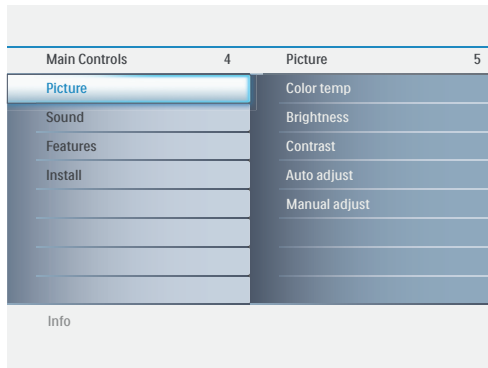 Main Controls 4
Picture
Sound
Features
Install
Picture 5
Color temp
Brightness
Contrast
Auto adjust
Manual adjust
Info